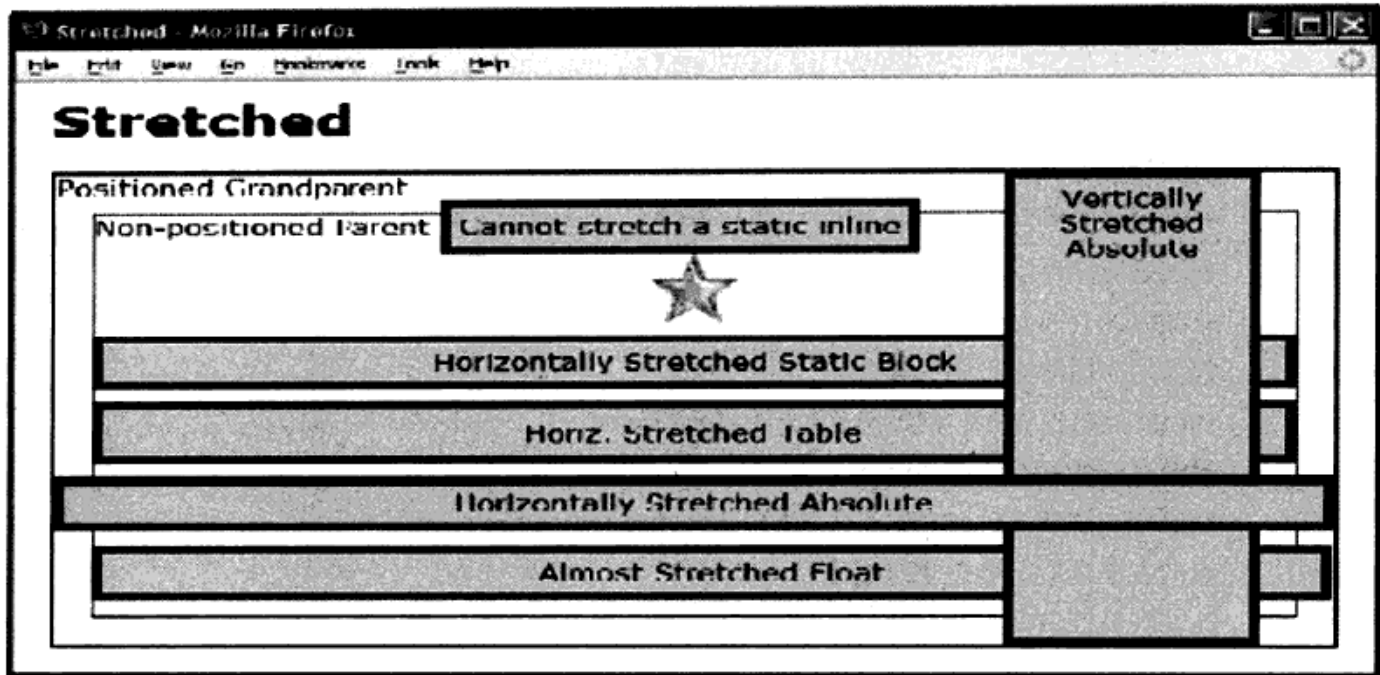 Stretched - Mozilla Firefox
File Edit View Go Bookmarks Tools Help
Stretched
Positioned Grandparent
Non-positioned Parent Cannot stretch a static inline
Vertically
Stretched
Absolute
Horizontally Stretched Static Block
Horiz. Stretched Table
Horizontally Stretched Absolute
Almost Stretched Float